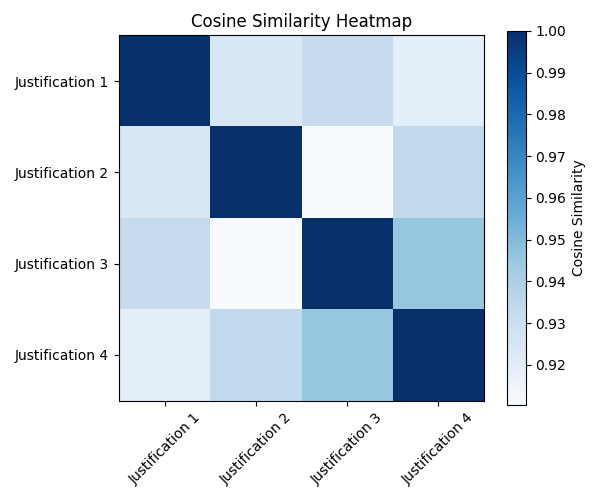 Cosine Similarity Heatmap
Justification 1
Justification 2
Justification 3
Justification 4
Justification 1
Justification 2
Justification 3
Justification 4
1.00
0.99
0.98
0.97
0.96
0.95
0.94
0.93
0.92
Cosine Similarity